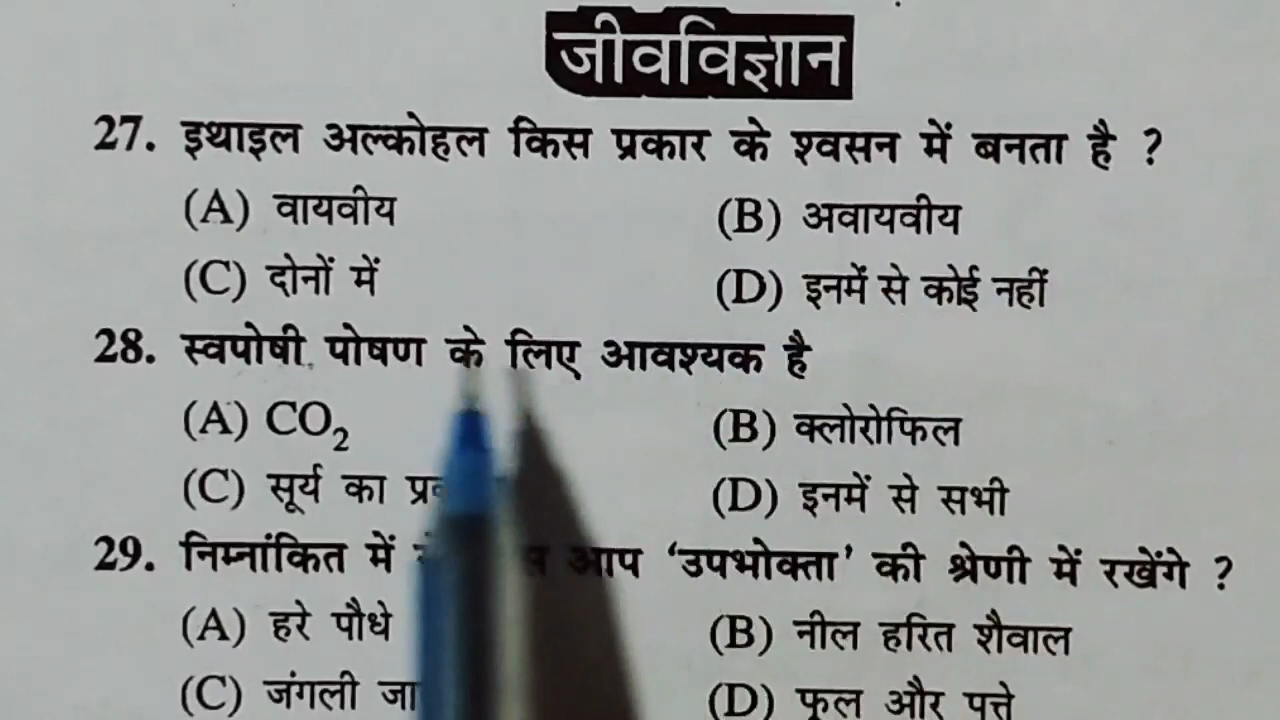 जीवविज्ञान
27. इथाइल अल्कोहल किस प्रकार के श्वसन में बनता है ?
(A) वायवीय (B) अवायवीय
(C) दोनों में (D) इनमें से कोई नहीं
28. स्वपोषी पोषण के लिए आवश्यक है
(A) CO₂ (B) क्लोरोफिल
(C) सूर्य का (D) इनमें से सभी
29. निम्नांकित में आप ‘उपभोक्ता’ की श्रेणी में रखेंगे ?
(A) हरे पौधे (B) नील हरित शैवाल
(C) जंगली (D) फूल और पत्ते